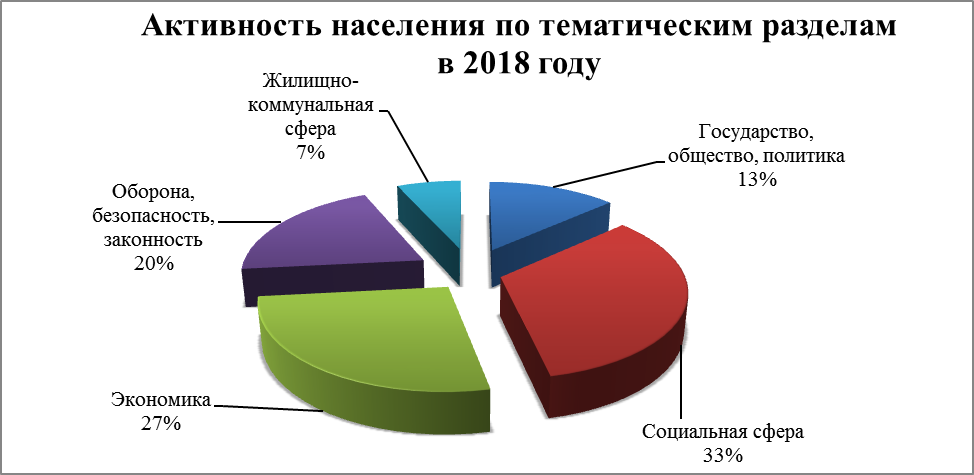 Активность населения по тематическим разделам
в 2018 году
Жилищно-
коммунальная
сфера
7%
Государство,
общество, политика
13%
Оборона,
безопасность,
законность
20%
Экономика
27%
Социальная сфера
33%